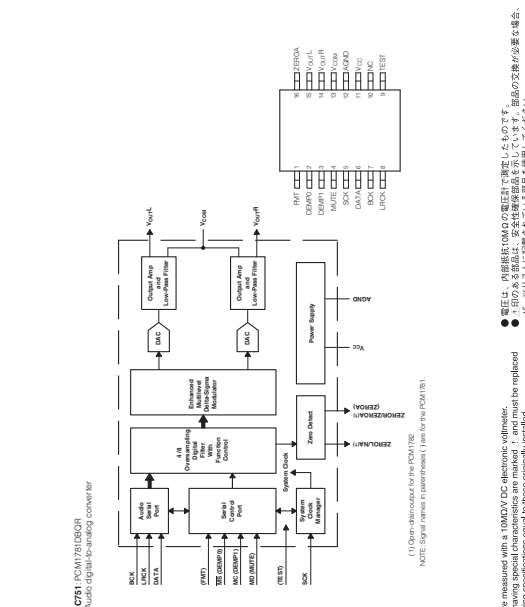 C751: PCM1781DBQR
Audio digital-to-analog converter
BCK
LRCK
DATA
(FMT)
MS (DEMP0)
MC (DEMP1)
MD (MUTE)
(TEST)
SCK
Audio
Serial
Port
Serial
Control
Port
System
Clock
Manager
System Clock
4 / 8
Oversampling
Digital
Filter
With
Function
Control
Enhanced
Multilevel
Delta-Sigma
Modulator
DAC
DAC
Output Amp
and
Low-Pass Filter
Output Amp
and
Low-Pass Filter
VOUTL
VCOM
VOUTR
Zero Detect
Power Supply
ZEROL/NA(1)
ZEROR/ZEROA(1)
(ZEROA)
VCC
AGND
(1) Open-drain output for the PCM1782
NOTE: Signal names in parentheses ( ) are for the PCM1781.
FMT 1 16 ZEROA
DEMP0 2 15 VOUTL
DEMP1 3 14 VOUTR
MUTE 4 13 VCOM
SCK 5 12 AGND
DATA 6 11 VCC
BCK 7 10 NC
LRCK 8 9 TEST
e measured with a 10MΩ/V DC electronic voltmeter.
having special characteristics are marked ⚠ and must be replaced
ing specifications equal to those originally installed.
●電圧は、内部抵抗10MΩの電圧計で測定したものです。
●⚠印のある部品は、安全性確保部品を示しています。部品の交換が必要な場合、